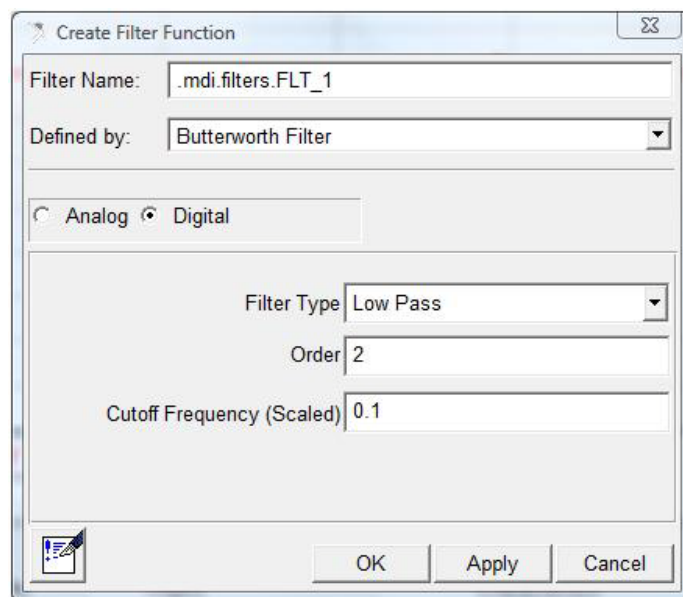 Create Filter Function
Filter Name: .mdi.filters.FLT_1
Defined by: Butterworth Filter
Analog Digital
Filter Type Low Pass
Order 2
Cutoff Frequency (Scaled) 0.1
OK Apply Cancel